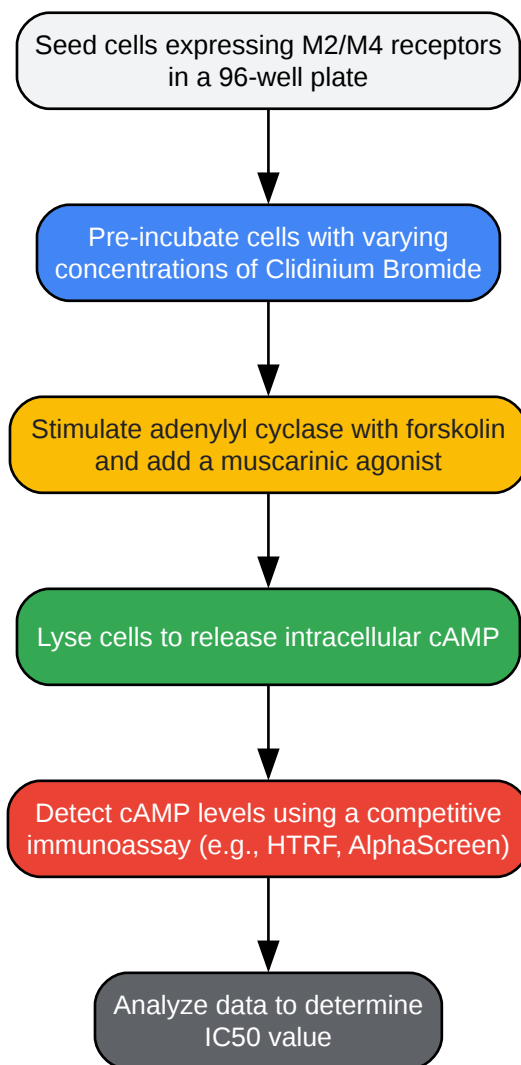 Seed cells expressing M2/M4 receptors
in a 96-well plate
Pre-incubate cells with varying
concentrations of Clidinium Bromide
Stimulate adenylyl cyclase with forskolin
and add a muscarinic agonist
Lyse cells to release intracellular cAMP
Detect cAMP levels using a competitive
immunoassay (e.g., HTRF, AlphaScreen)
Analyze data to determine
IC50 value